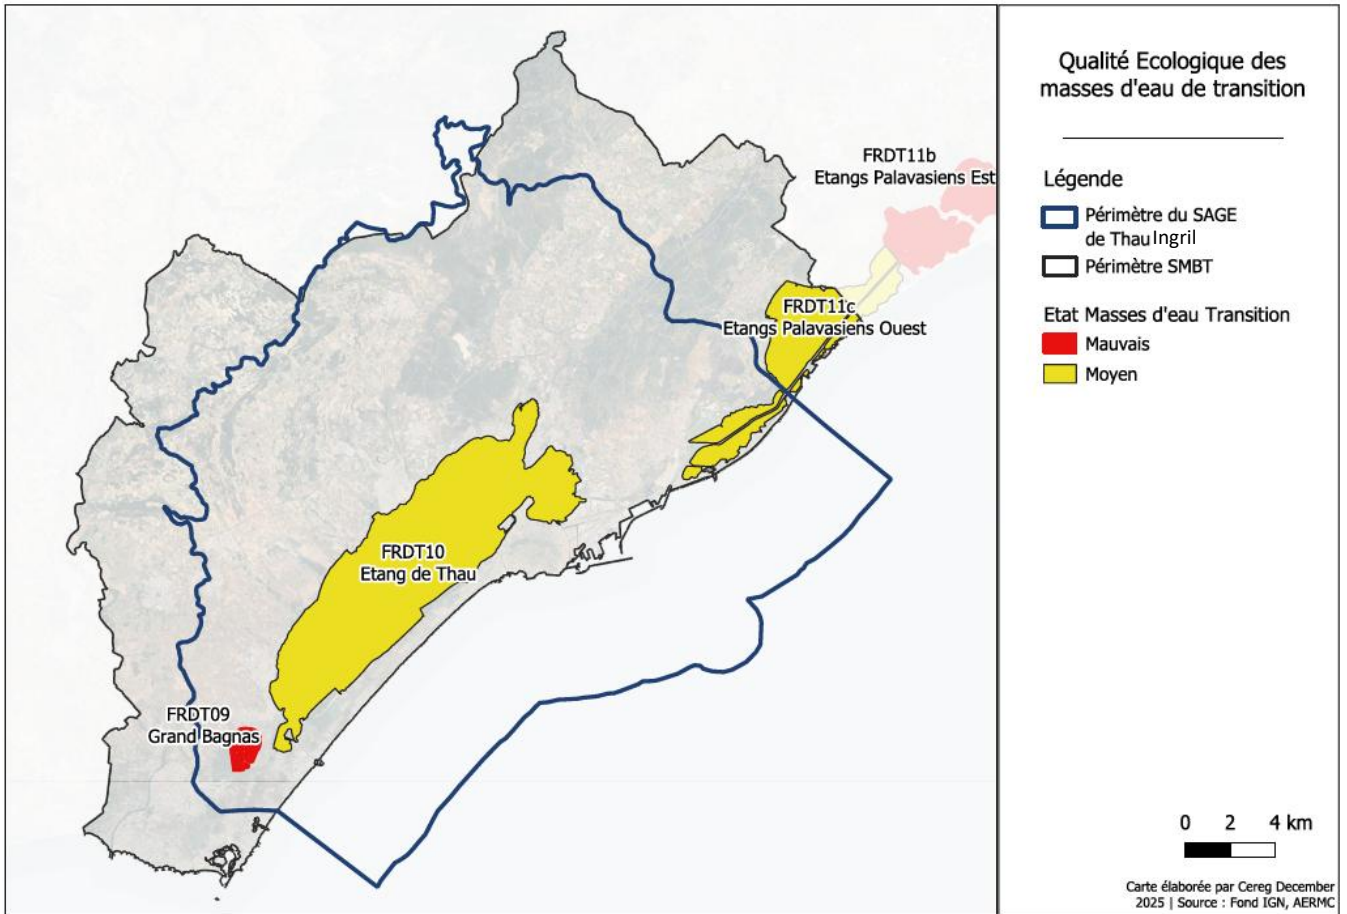 Qualité Ecologique des
masses d'eau de transition
Légende
Périmètre du SAGE
de Thau Ingril
Périmètre SMBT
Etat Masses d'eau Transition
Mauvais
Moyen
FRDT11b
Etangs Palavasiens Est
FRDT11c
Etangs Palavasiens Ouest
FRDT10
Etang de Thau
FRDT09
Grand Bagnas
0 2 4 km
Carte élaborée par Cereg December
2025 | Source : Fond IGN, AERMC